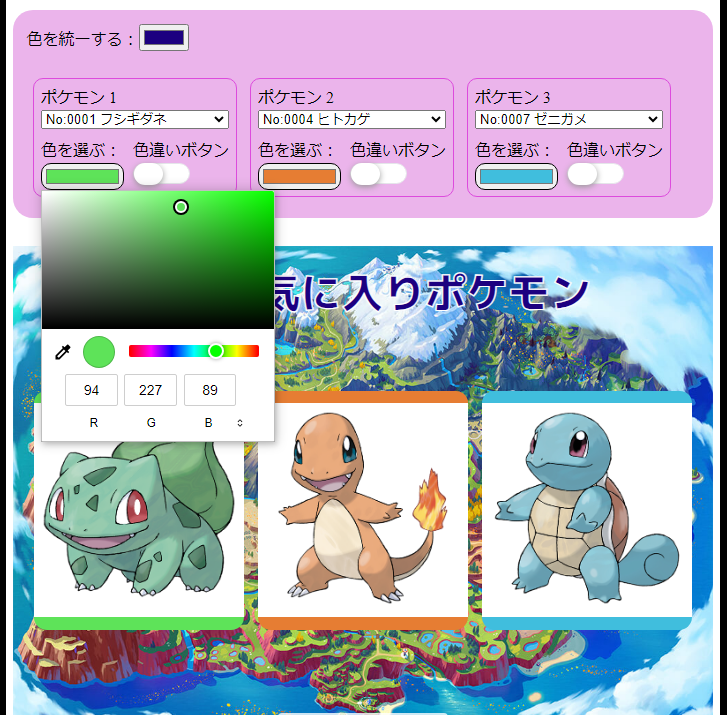 色を統一する：
ポケモン 1
ポケモン 2
ポケモン 3
No:0001 フシギダネ
No:0004 ヒトカゲ
No:0007 ゼニガメ
色を選ぶ： 色違いボタン
色を選ぶ： 色違いボタン
色を選ぶ： 色違いボタン
気に入りポケモン
94 227 89
R G B